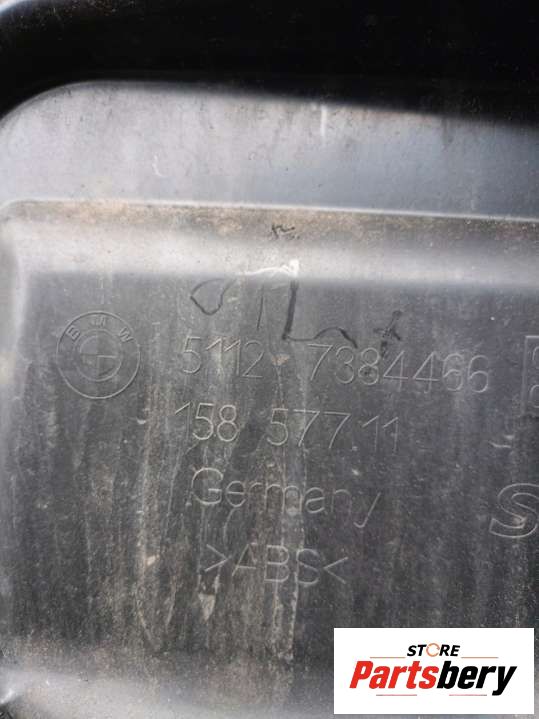 BMW
5112 7384466
158 577 11
Germany
>ABS<
STORE
Partsbery